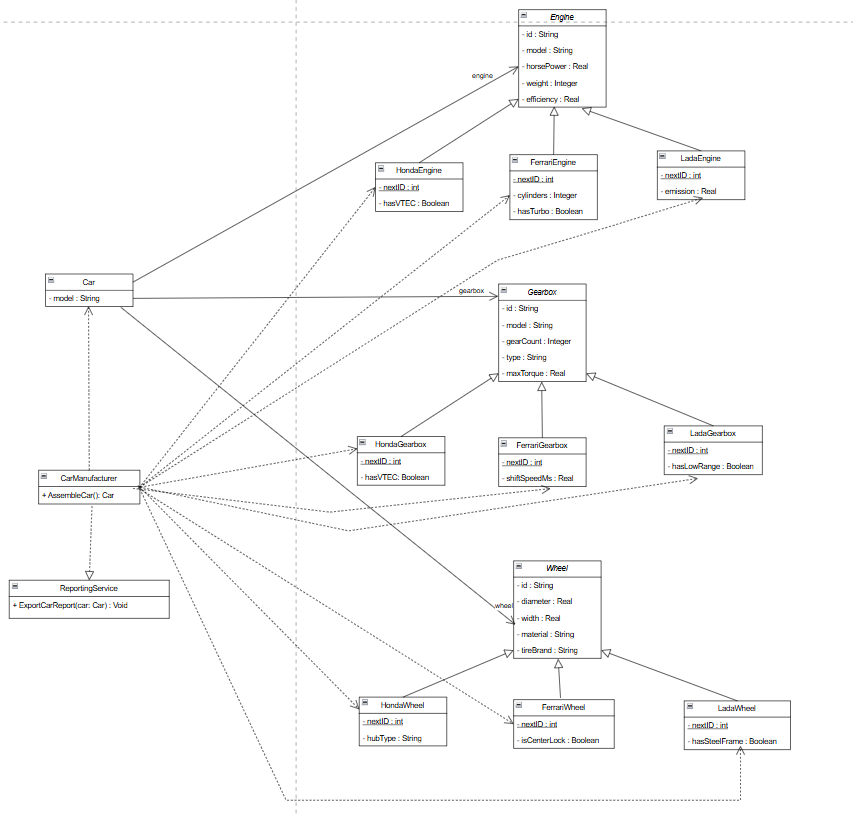 Engine
- id : String
- model : String
- horsePower : Real
- weight : Integer
- efficiency : Real
engine
HondaEngine
- nextID : int
- hasVTEC : Boolean
FerrariEngine
- nextID : int
- cylinders : Integer
- hasTurbo : Boolean
LadaEngine
- nextID : int
- emission : Real
Car
- model : String
gearbox
Gearbox
- id : String
- model : String
- gearCount : Integer
- type : String
- maxTorque : Real
HondaGearbox
- nextID : int
- hasVTEC: Boolean
FerrariGearbox
- nextID : int
- shiftSpeedMs : Real
LadaGearbox
- nextID : int
- hasLowRange : Boolean
CarManufacturer
+ AssembleCar(): Car
ReportingService
+ ExportCarReport(car: Car) : Void
wheel
Wheel
- id : String
- diameter : Real
- width : Real
- material : String
- tireBrand : String
HondaWheel
- nextID : int
- hubType : String
FerrariWheel
- nextID : int
- isCenterLock : Boolean
LadaWheel
- nextID : int
- hasSteelFrame : Boolean